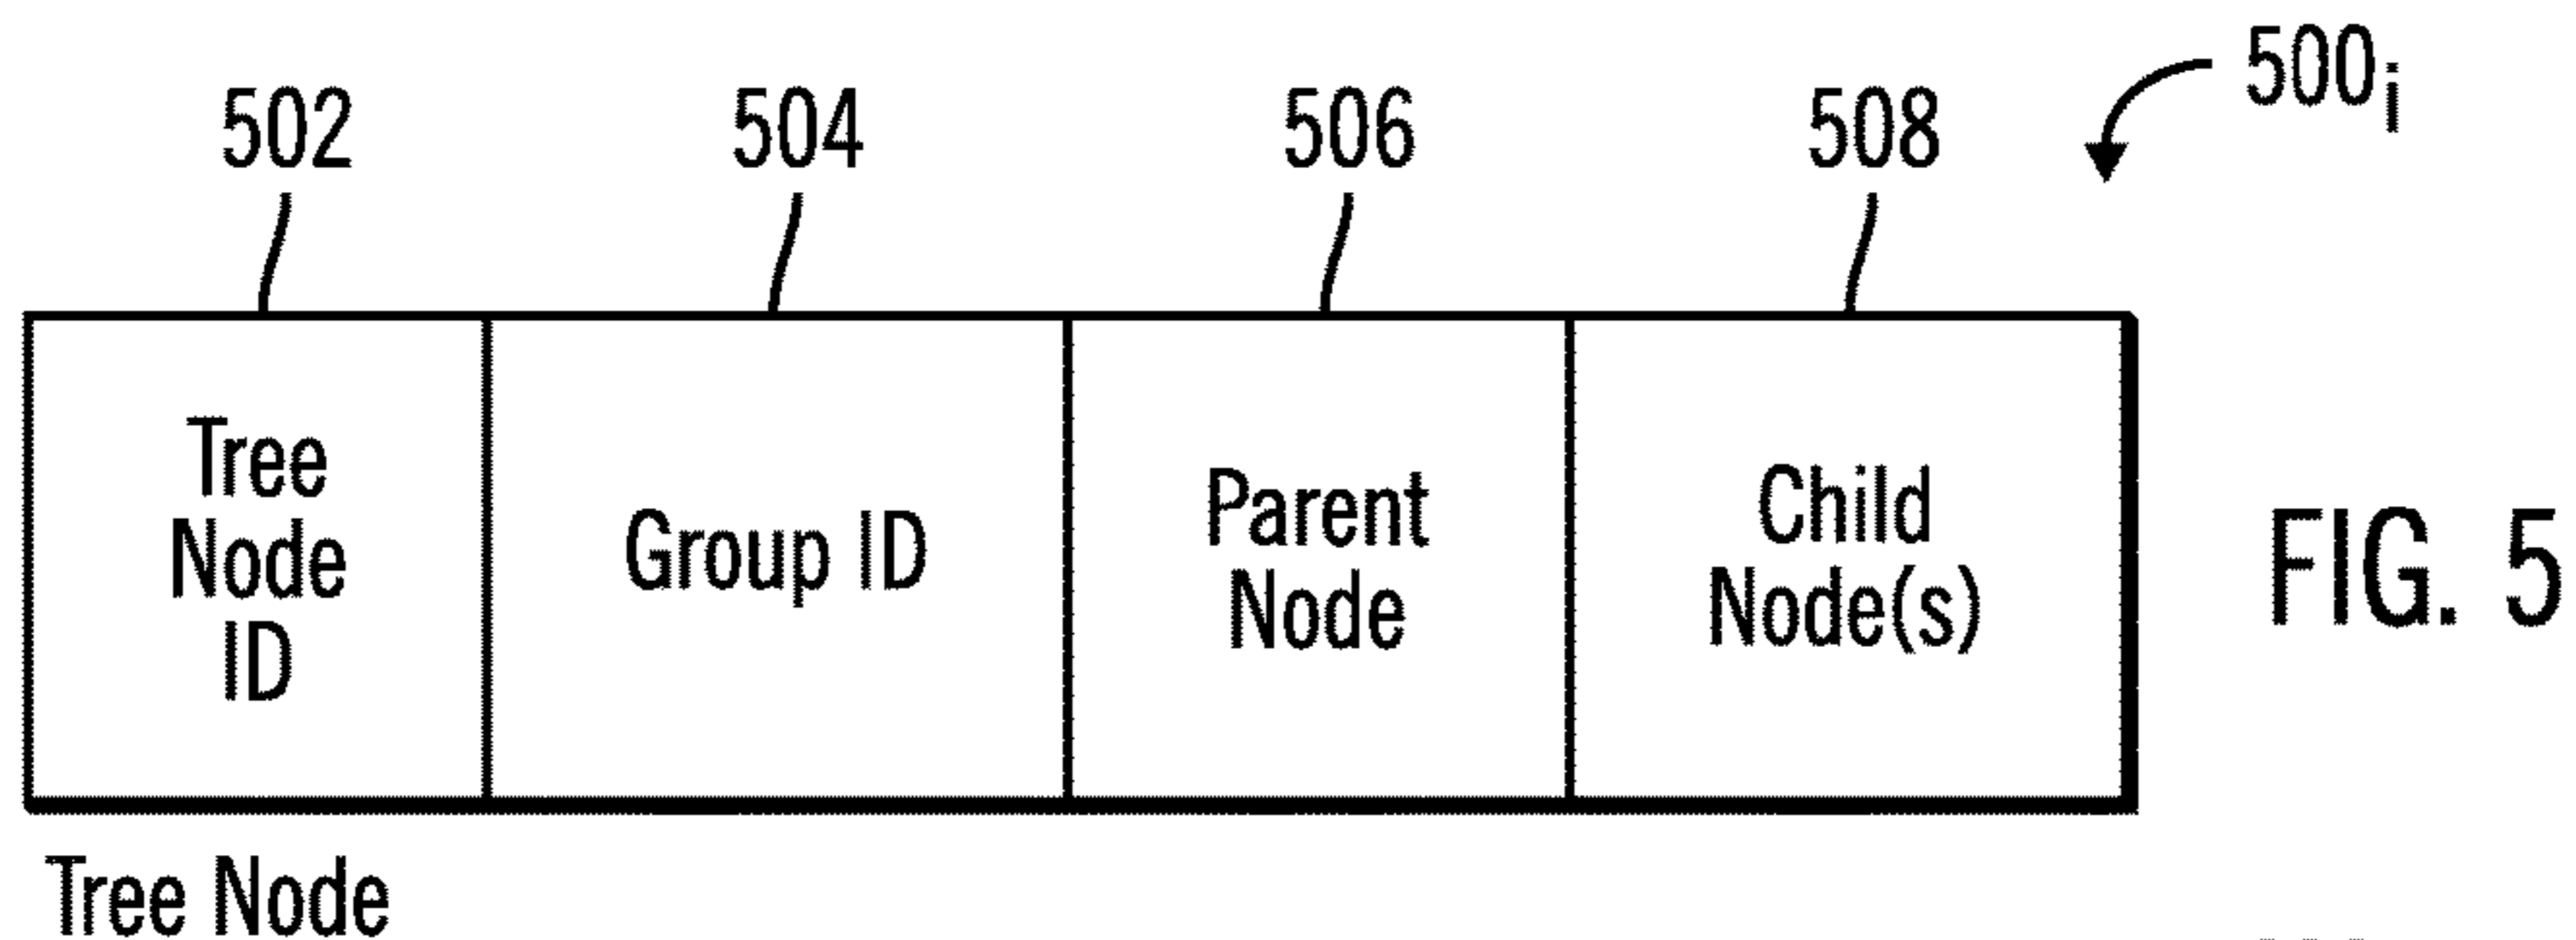 502 504 506 508 500i
Tree
Node
ID
Group ID
Parent
Node
Child
Node(s)
FIG. 5
Tree Node